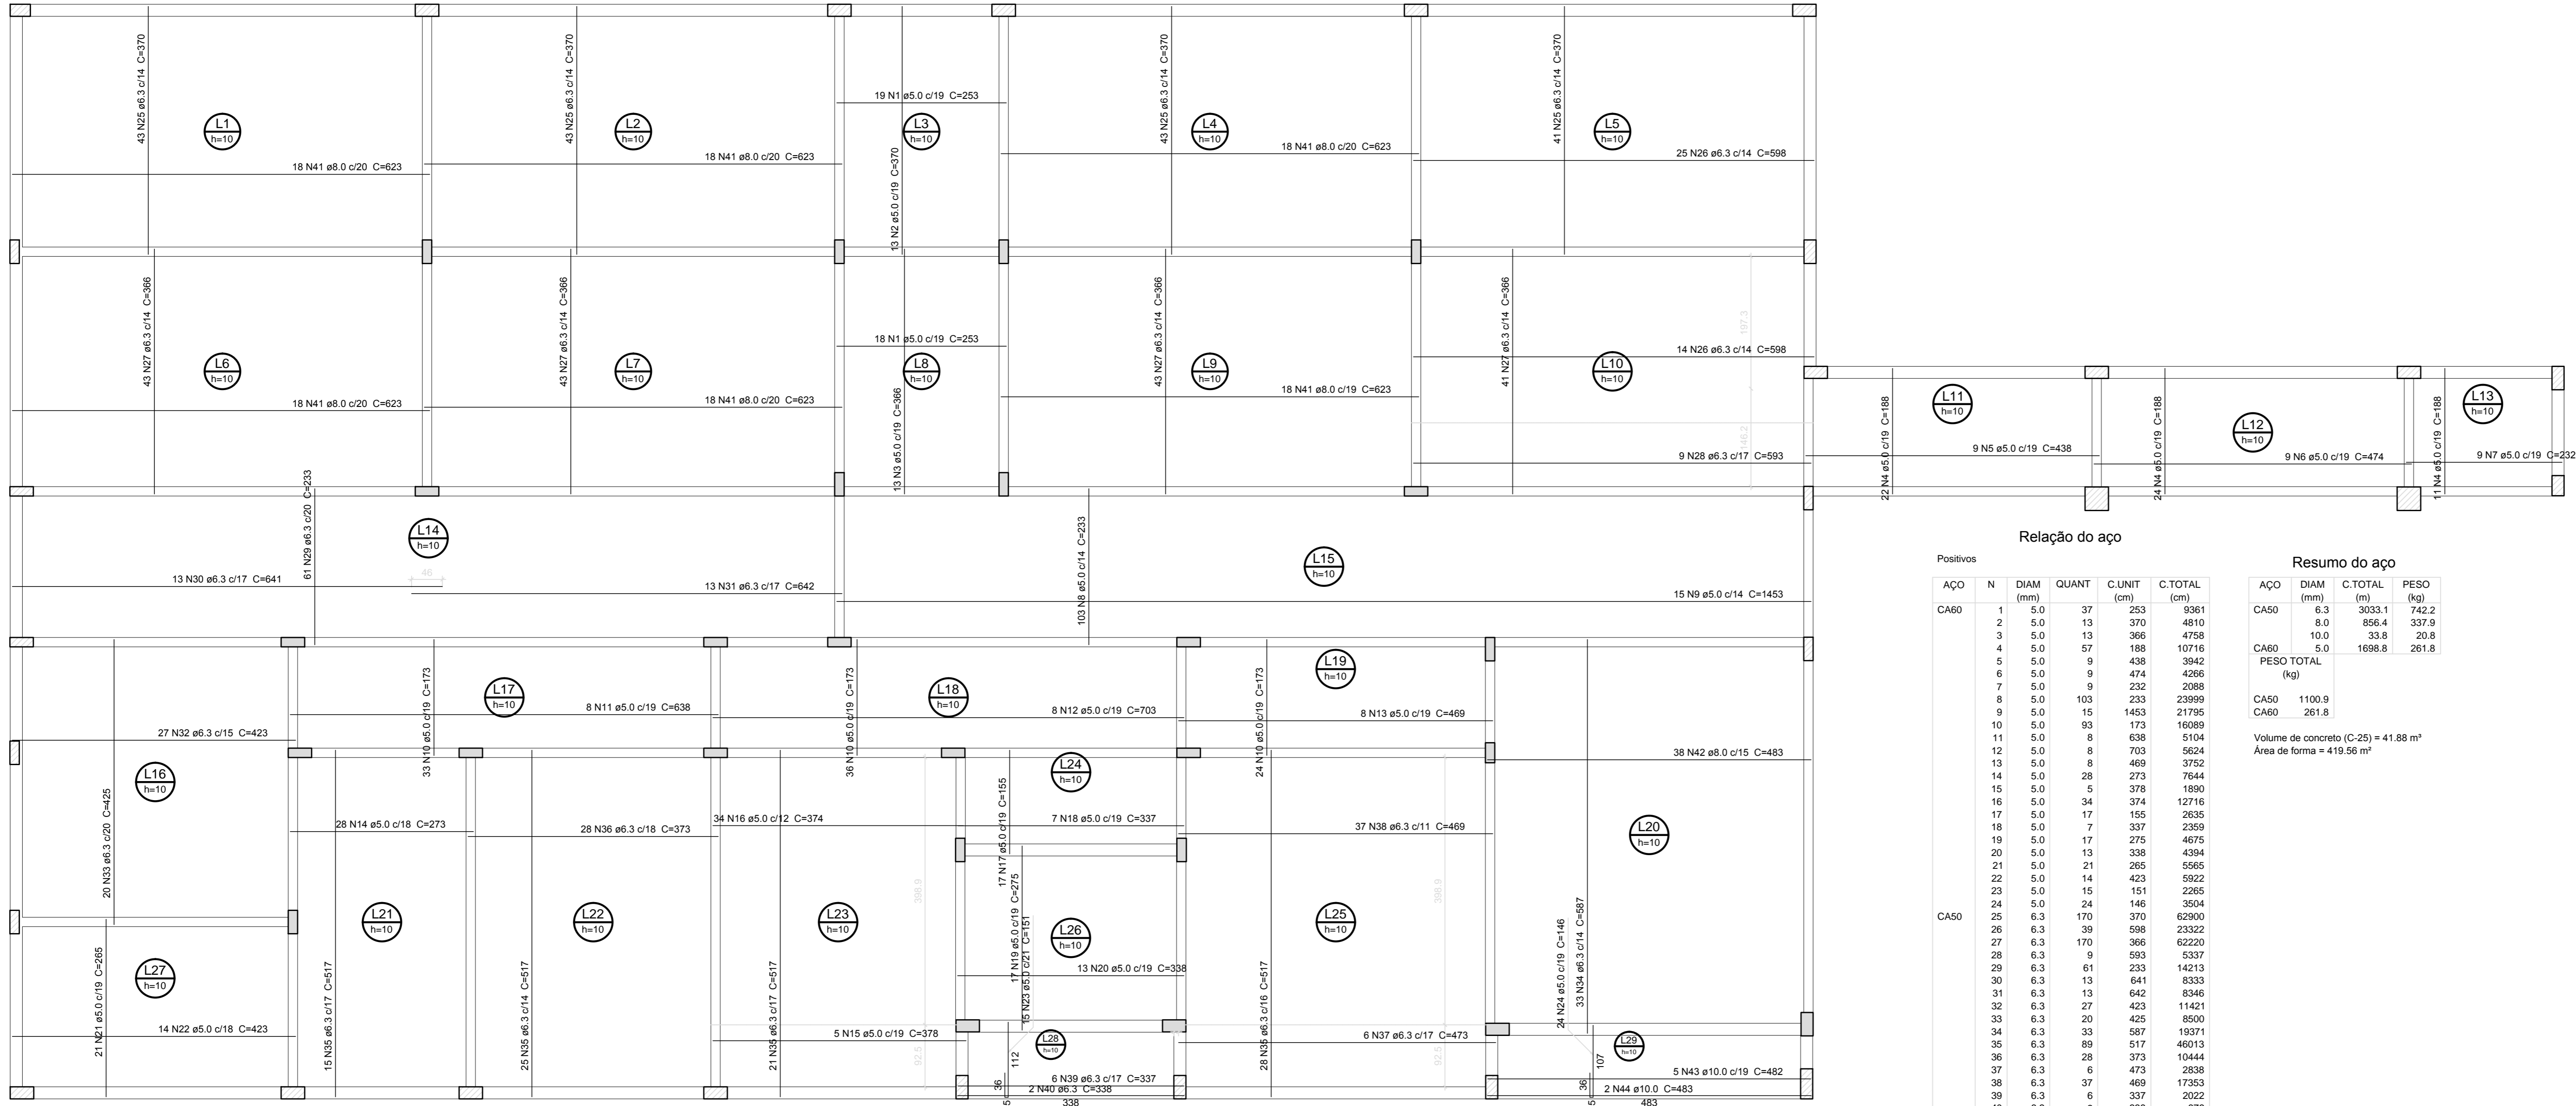 43 N25 ø6.3 c/14 C=370
43 N25 ø6.3 c/14 C=370
43 N25 ø6.3 c/14 C=370
41 N25 ø6.3 c/14 C=370
19 N1 ø5.0 c/19 C=253
L1
h=10
L2
h=10
L3
h=10
L4
h=10
L5
h=10
18 N41 ø8.0 c/20 C=623
18 N41 ø8.0 c/20 C=623
18 N41 ø8.0 c/20 C=623
25 N26 ø6.3 c/14 C=598
13 N2 ø5.0 c/19 C=370
43 N27 ø6.3 c/14 C=366
43 N27 ø6.3 c/14 C=366
43 N27 ø6.3 c/14 C=366
41 N27 ø6.3 c/14 C=366
197.3
18 N1 ø5.0 c/19 C=253
14 N26 ø6.3 c/14 C=598
L6
h=10
L7
h=10
L8
h=10
L9
h=10
L10
h=10
18 N41 ø8.0 c/20 C=623
18 N41 ø8.0 c/20 C=623
18 N41 ø8.0 c/19 C=623
13 N3 ø5.0 c/19 C=366
146.2
9 N28 ø6.3 c/17 C=593
L11
h=10
L12
h=10
L13
h=10
22 N4 ø5.0 c/19 C=188
24 N4 ø5.0 c/19 C=188
11 N4 ø5.0 c/19 C=188
9 N5 ø5.0 c/19 C=438
9 N6 ø5.0 c/19 C=474
9 N7 ø5.0 c/19 C=232
61 N29 ø6.3 c/20 C=233
L14
h=10
46
13 N30 ø6.3 c/17 C=641
13 N31 ø6.3 c/17 C=642
103 N8 ø5.0 c/14 C=233
L15
h=10
15 N9 ø5.0 c/14 C=1453
L17
h=10
L18
h=10
L19
h=10
33 N10 ø5.0 c/19 C=173
36 N10 ø5.0 c/19 C=173
24 N10 ø5.0 c/19 C=173
8 N11 ø5.0 c/19 C=638
8 N12 ø5.0 c/19 C=703
8 N13 ø5.0 c/19 C=469
27 N32 ø6.3 c/15 C=423
38 N42 ø8.0 c/15 C=483
L16
h=10
L24
h=10
20 N33 ø6.3 c/20 C=425
17 N17 ø5.0 c/19 C=155
28 N14 ø5.0 c/18 C=273
28 N36 ø6.3 c/18 C=373
34 N16 ø5.0 c/12 C=374
7 N18 ø5.0 c/19 C=337
37 N38 ø6.3 c/11 C=469
L20
h=10
398.9
398.9
L21
h=10
L22
h=10
L23
h=10
L26
h=10
L25
h=10
17 N19 ø5.0 c/19 C=275
15 N23 ø5.0 c/21 C=151
24 N24 ø5.0 c/19 C=146
33 N34 ø6.3 c/14 C=587
L27
h=10
13 N20 ø5.0 c/19 C=338
21 N21 ø5.0 c/19 C=265
15 N35 ø6.3 c/17 C=517
25 N35 ø6.3 c/14 C=517
21 N35 ø6.3 c/17 C=517
28 N35 ø6.3 c/16 C=517
14 N22 ø5.0 c/18 C=423
5 N15 ø5.0 c/19 C=378
92.5
6 N37 ø6.3 c/17 C=473
92.5
L28
h=10
L29
h=10
112
107
36
36
6 N39 ø6.3 c/17 C=337
2 N40 ø6.3 C=338
5 N43 ø10.0 c/19 C=482
2 N44 ø10.0 C=483
5
338
5
483
Relação do aço
Positivos
AÇO N DIAM QUANT C.UNIT C.TOTAL
(mm) (cm) (cm)
CA60 1 5.0 37 253 9361
2 5.0 13 370 4810
3 5.0 13 366 4758
4 5.0 57 188 10716
5 5.0 9 438 3942
6 5.0 9 474 4266
7 5.0 9 232 2088
8 5.0 103 233 23999
9 5.0 15 1453 21795
10 5.0 93 173 16089
11 5.0 8 638 5104
12 5.0 8 703 5624
13 5.0 8 469 3752
14 5.0 28 273 7644
15 5.0 5 378 1890
16 5.0 34 374 12716
17 5.0 17 155 2635
18 5.0 7 337 2359
19 5.0 17 275 4675
20 5.0 13 338 4394
21 5.0 21 265 5565
22 5.0 14 423 5922
23 5.0 15 151 2265
24 5.0 24 146 3504
CA50 25 6.3 170 370 62900
26 6.3 39 598 23322
27 6.3 170 366 62220
28 6.3 9 593 5337
29 6.3 61 233 14213
30 6.3 13 641 8333
31 6.3 13 642 8346
32 6.3 27 423 11421
33 6.3 20 425 8500
34 6.3 33 587 19371
35 6.3 89 517 46013
36 6.3 28 373 10444
37 6.3 6 473 2838
38 6.3 37 469 17353
39 6.3 6 337 2022
Resumo do aço
AÇO DIAM C.TOTAL PESO
(mm) (m) (kg)
CA50 6.3 3033.1 742.2
8.0 856.4 337.9
10.0 33.8 20.8
CA60 5.0 1698.8 261.8
PESO TOTAL
(kg)
CA50 1100.9
CA60 261.8
Volume de concreto (C-25) = 41.88 m³
Área de forma = 419.56 m²